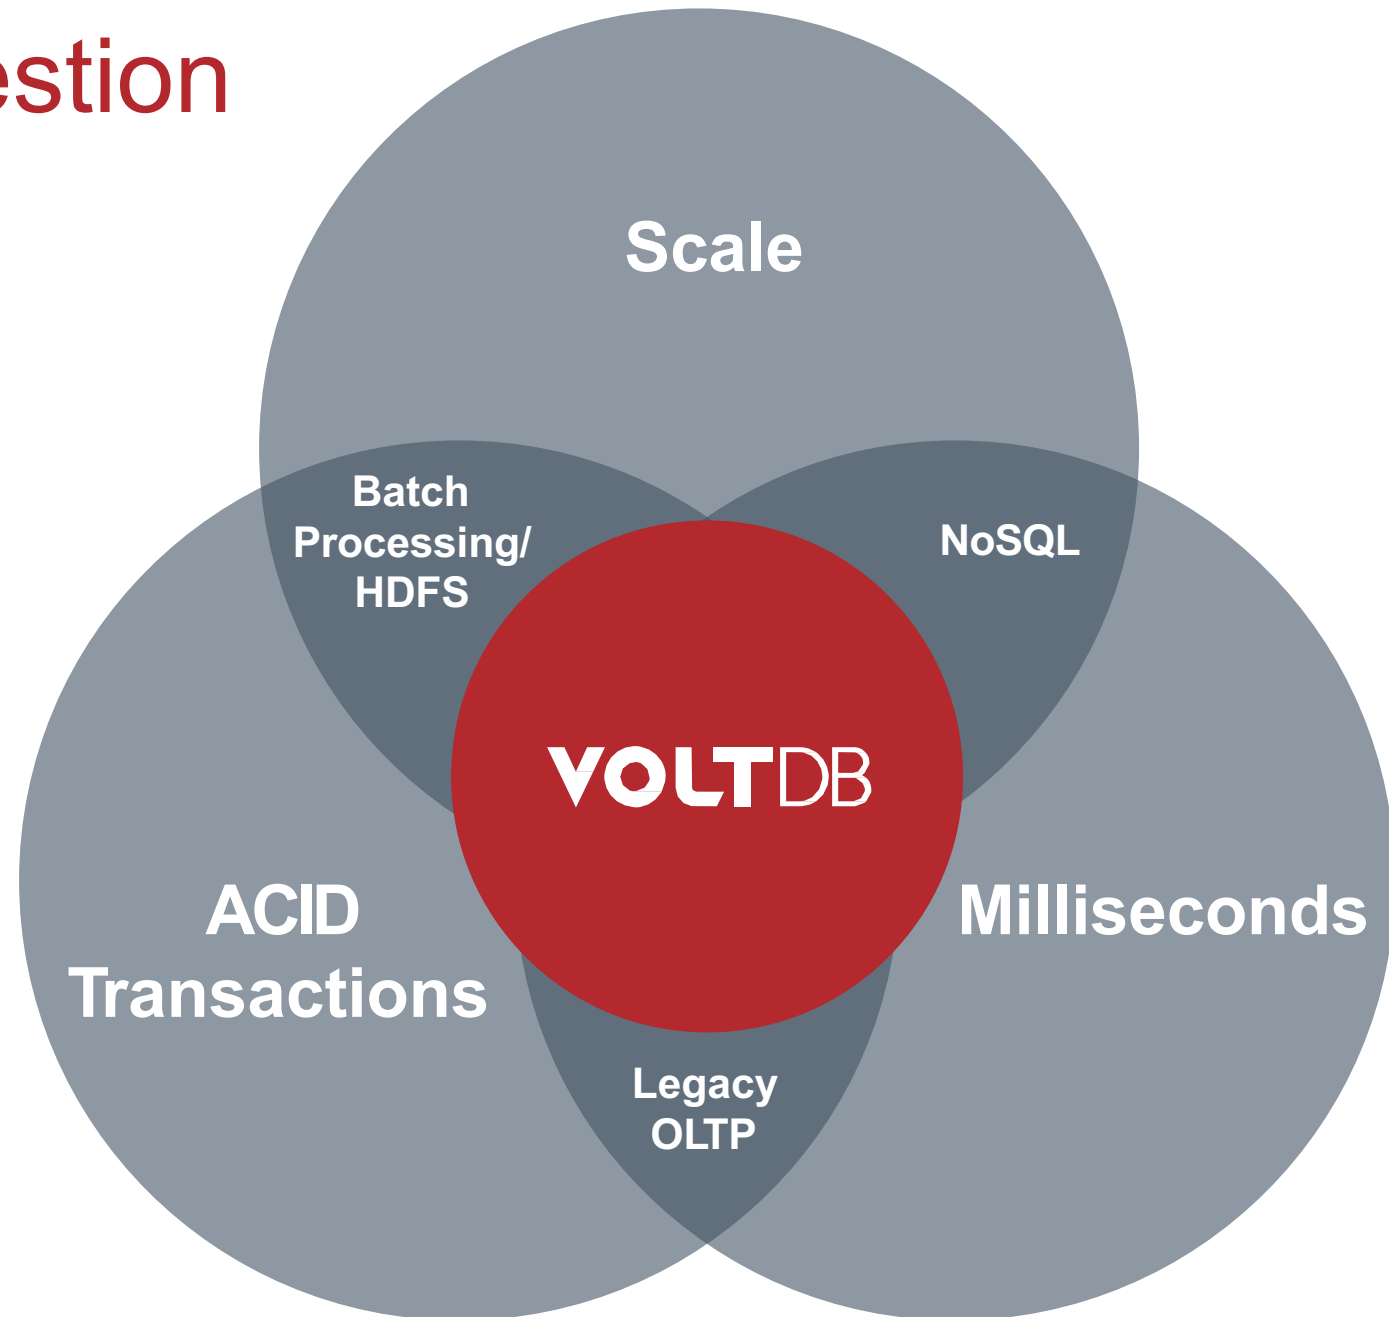 estion
Scale
Batch
Processing/
HDFS
NoSQL
VOLTDB
ACID
Transactions
Milliseconds
Legacy
OLTP